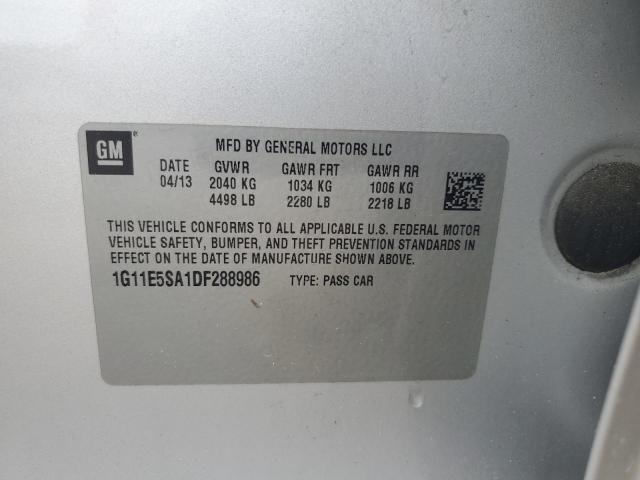 GM ®
MFD BY GENERAL MOTORS LLC
DATE GVWR GAWR FRT GAWR RR
04/13 2040 KG 1034 KG 1006 KG
4498 LB 2280 LB 2218 LB
THIS VEHICLE CONFORMS TO ALL APPLICABLE U.S. FEDERAL MOTOR
VEHICLE SAFETY, BUMPER, AND THEFT PREVENTION STANDARDS IN
EFFECT ON THE DATE OF MANUFACTURE SHOWN ABOVE.
1G11E5SA1DF288986 TYPE: PASS CAR